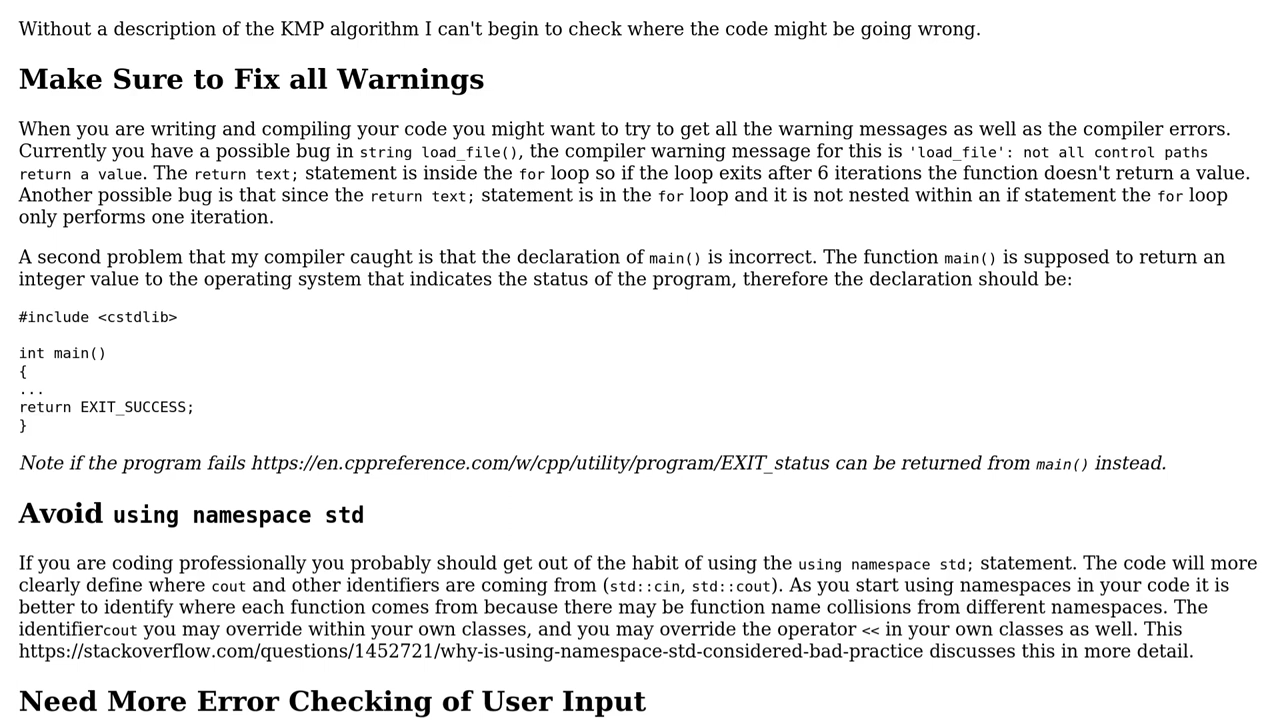 Without a description of the KMP algorithm I can't begin to check where the code might be going wrong.
Make Sure to Fix all Warnings
When you are writing and compiling your code you might want to try to get all the warning messages as well as the compiler errors.
Currently you have a possible bug in string load_file(), the compiler warning message for this is 'load_file': not all control paths
return a value. The return text; statement is inside the for loop so if the loop exits after 6 iterations the function doesn't return a value.
Another possible bug is that since the return text; statement is in the for loop and it is not nested within an if statement the for loop
only performs one iteration.
A second problem that my compiler caught is that the declaration of main() is incorrect. The function main() is supposed to return an
integer value to the operating system that indicates the status of the program, therefore the declaration should be:
#include <cstdlib>
int main()
{
...
return EXIT_SUCCESS;
}
Note if the program fails https://en.cppreference.com/w/cpp/utility/program/EXIT_status can be returned from main() instead.
Avoid using namespace std
If you are coding professionally you probably should get out of the habit of using the using namespace std; statement. The code will more
clearly define where cout and other identifiers are coming from (std::cin, std::cout). As you start using namespaces in your code it is
better to identify where each function comes from because there may be function name collisions from different namespaces. The
identifiercout you may override within your own classes, and you may override the operator << in your own classes as well. This
https://stackoverflow.com/questions/1452721/why-is-using-namespace-std-considered-bad-practice discusses this in more detail.
Need More Error Checking of User Input